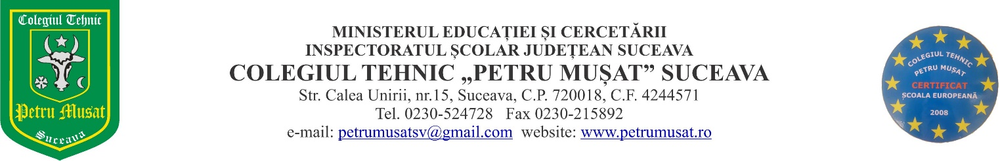 Colegiul Tehnic
Petru Musat
Suceava
MINISTERUL EDUCAȚIEI ȘI CERCETĂRII
INSPECTORATUL ȘCOLAR JUDEȚEAN SUCEAVA
COLEGIUL TEHNIC „PETRU MUȘAT” SUCEAVA
Str. Calea Unirii, nr.15, Suceava, C.P. 720018, C.F. 4244571
Tel. 0230-524728 Fax 0230-215892
e-mail: petrumusatsv@gmail.com website: www.petrumusat.ro
COLEGIUL TEHNIC
PETRU MUȘAT
CERTIFICAT
ȘCOALA EUROPEANĂ
2008